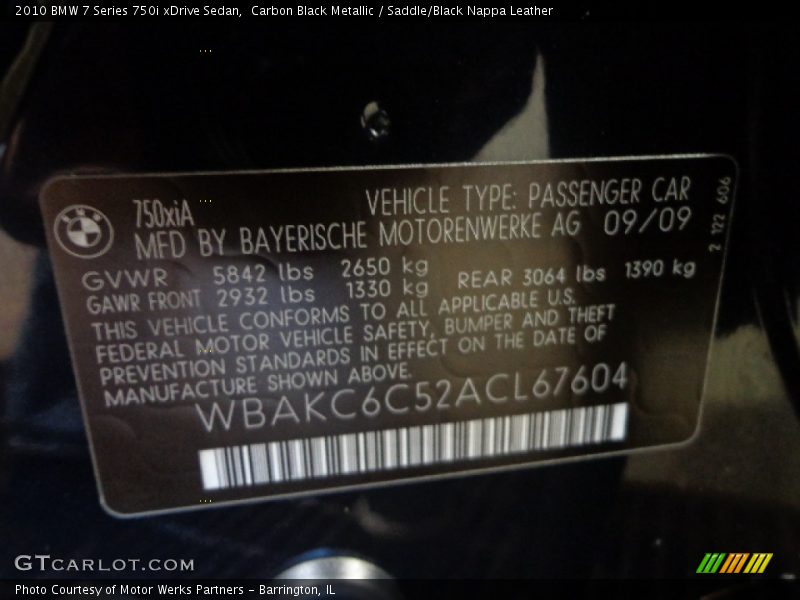 2010 BMW 7 Series 750i xDrive Sedan,  Carbon Black Metallic / Saddle/Black Nappa Leather
BMW
750xiA
VEHICLE TYPE: PASSENGER CAR
MFD BY BAYERISCHE MOTORENWERKE AG 09/09
2 122 606
GVWR 5842 lbs 2650 kg
GAWR FRONT 2932 lbs 1330 kg REAR 3064 lbs 1390 kg
THIS VEHICLE CONFORMS TO ALL APPLICABLE U.S.
FEDERAL MOTOR VEHICLE SAFETY, BUMPER AND THEFT
PREVENTION STANDARDS IN EFFECT ON THE DATE OF
MANUFACTURE SHOWN ABOVE.
WBAKC6C52ACL67604
GTCARLOT.COM
Photo Courtesy of Motor Werks Partners - Barrington, IL